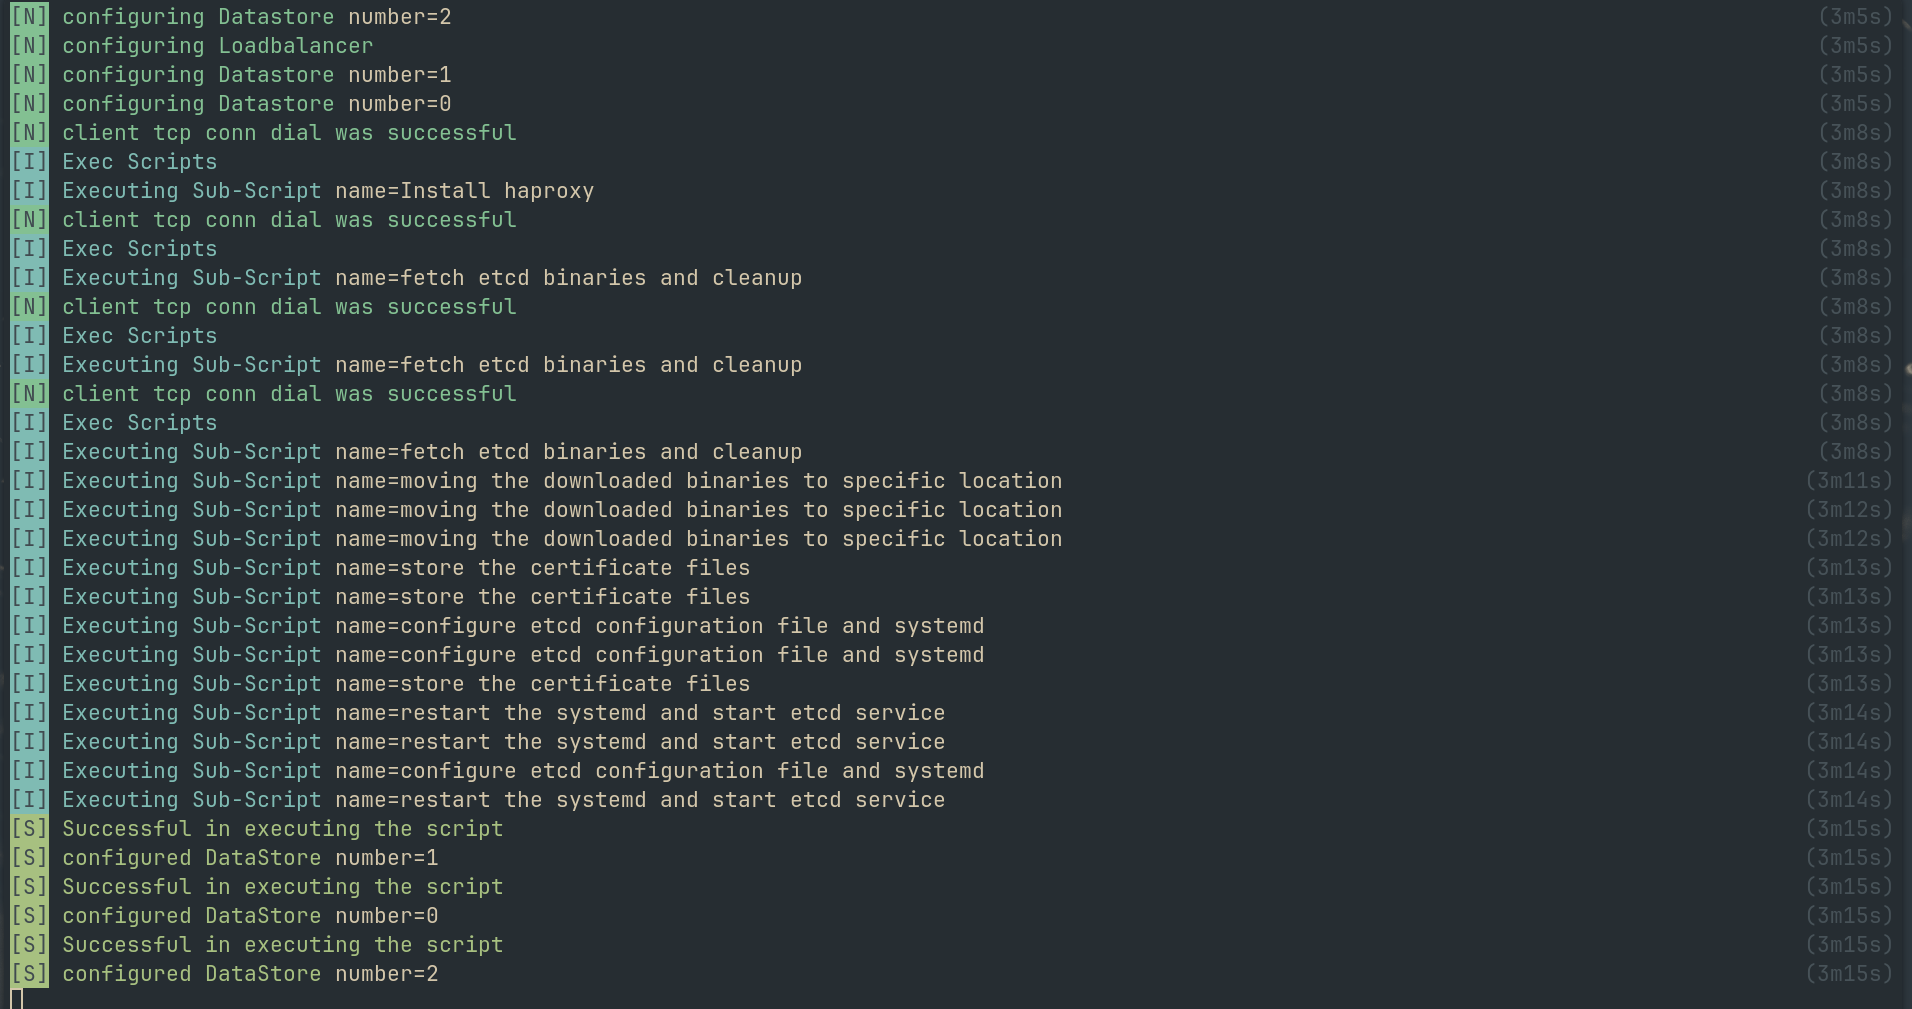 [N] configuring Datastore number=2 (3m5s)
[N] configuring Loadbalancer (3m5s)
[N] configuring Datastore number=1 (3m5s)
[N] configuring Datastore number=0 (3m5s)
[N] client tcp conn dial was successful (3m8s)
[I] Exec Scripts (3m8s)
[I] Executing Sub-Script name=Install haproxy (3m8s)
[N] client tcp conn dial was successful (3m8s)
[I] Exec Scripts (3m8s)
[I] Executing Sub-Script name=fetch etcd binaries and cleanup (3m8s)
[N] client tcp conn dial was successful (3m8s)
[I] Exec Scripts (3m8s)
[I] Executing Sub-Script name=fetch etcd binaries and cleanup (3m8s)
[N] client tcp conn dial was successful (3m8s)
[I] Exec Scripts (3m8s)
[I] Executing Sub-Script name=fetch etcd binaries and cleanup (3m8s)
[I] Executing Sub-Script name=moving the downloaded binaries to specific location (3m11s)
[I] Executing Sub-Script name=moving the downloaded binaries to specific location (3m12s)
[I] Executing Sub-Script name=moving the downloaded binaries to specific location (3m12s)
[I] Executing Sub-Script name=store the certificate files (3m13s)
[I] Executing Sub-Script name=store the certificate files (3m13s)
[I] Executing Sub-Script name=configure etcd configuration file and systemd (3m13s)
[I] Executing Sub-Script name=configure etcd configuration file and systemd (3m13s)
[I] Executing Sub-Script name=store the certificate files (3m13s)
[I] Executing Sub-Script name=restart the systemd and start etcd service (3m14s)
[I] Executing Sub-Script name=restart the systemd and start etcd service (3m14s)
[I] Executing Sub-Script name=configure etcd configuration file and systemd (3m14s)
[I] Executing Sub-Script name=restart the systemd and start etcd service (3m14s)
[S] Successful in executing the script (3m15s)
[S] configured DataStore number=1 (3m15s)
[S] Successful in executing the script (3m15s)
[S] configured DataStore number=0 (3m15s)
[S] Successful in executing the script (3m15s)
[S] configured DataStore number=2 (3m15s)